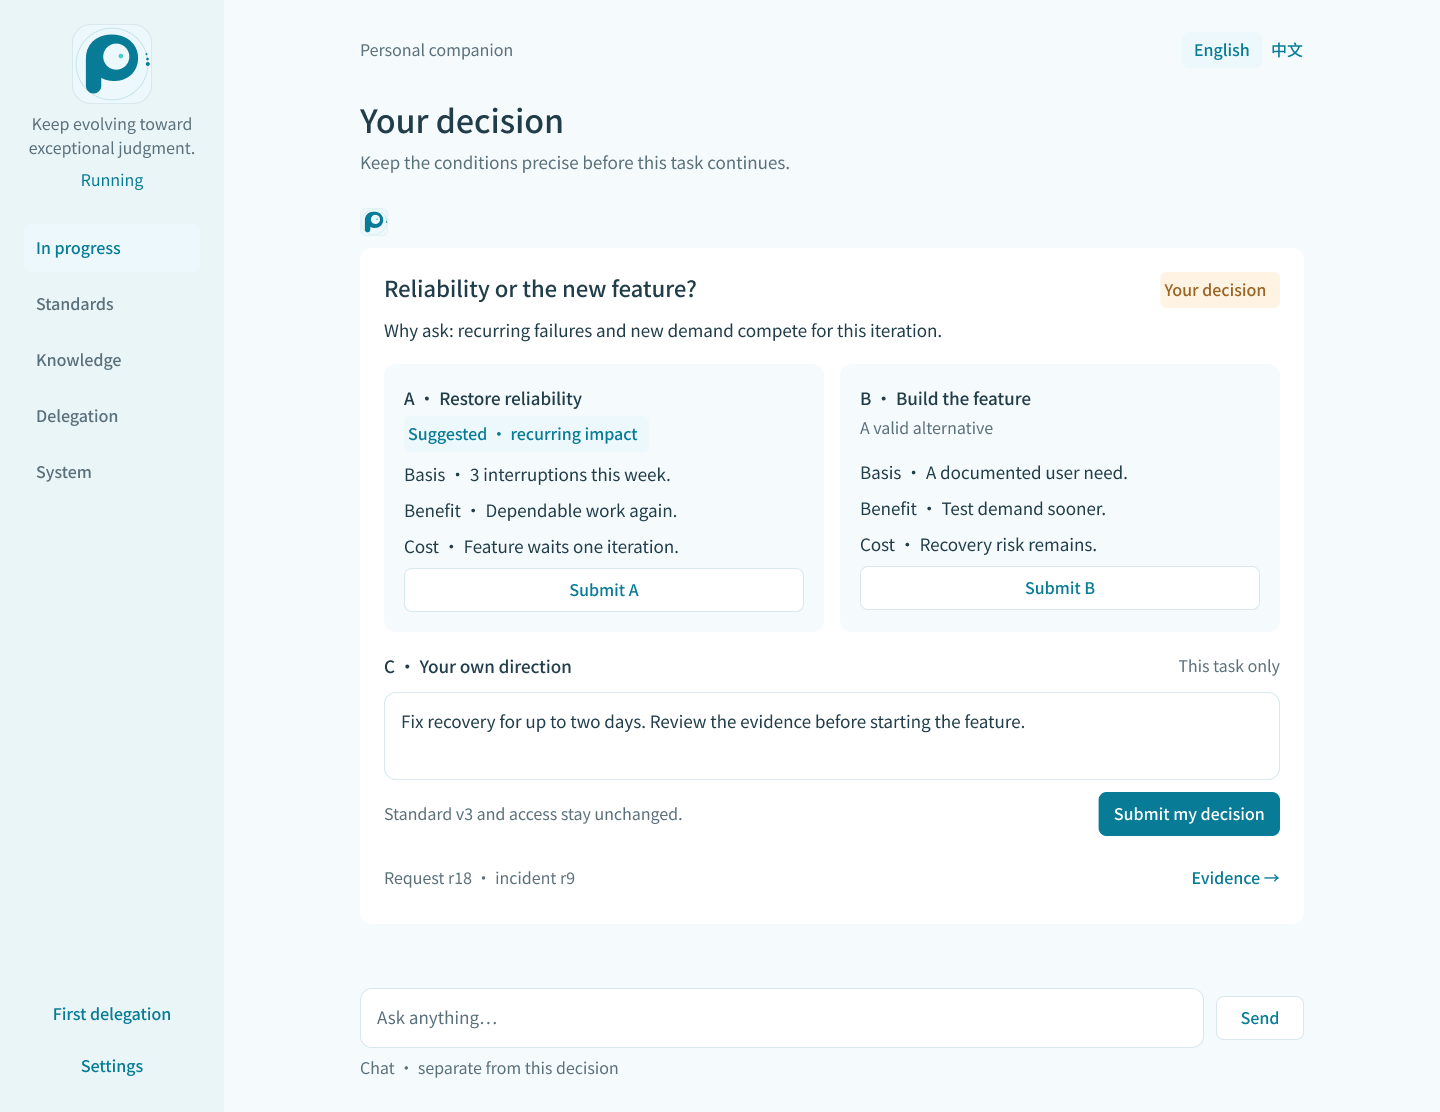 Keep evolving toward
exceptional judgment.
Running
In progress
Standards
Knowledge
Delegation
System
First delegation
Settings
Personal companion
English 中文
Your decision
Keep the conditions precise before this task continues.
Reliability or the new feature?
Your decision
Why ask: recurring failures and new demand compete for this iteration.
A • Restore reliability
Suggested • recurring impact
Basis • 3 interruptions this week.
Benefit • Dependable work again.
Cost • Feature waits one iteration.
Submit A
B • Build the feature
A valid alternative
Basis • A documented user need.
Benefit • Test demand sooner.
Cost • Recovery risk remains.
Submit B
C • Your own direction
This task only
Fix recovery for up to two days. Review the evidence before starting the feature.
Standard v3 and access stay unchanged.
Submit my decision
Request r18 • incident r9
Evidence →
Ask anything...
Send
Chat • separate from this decision